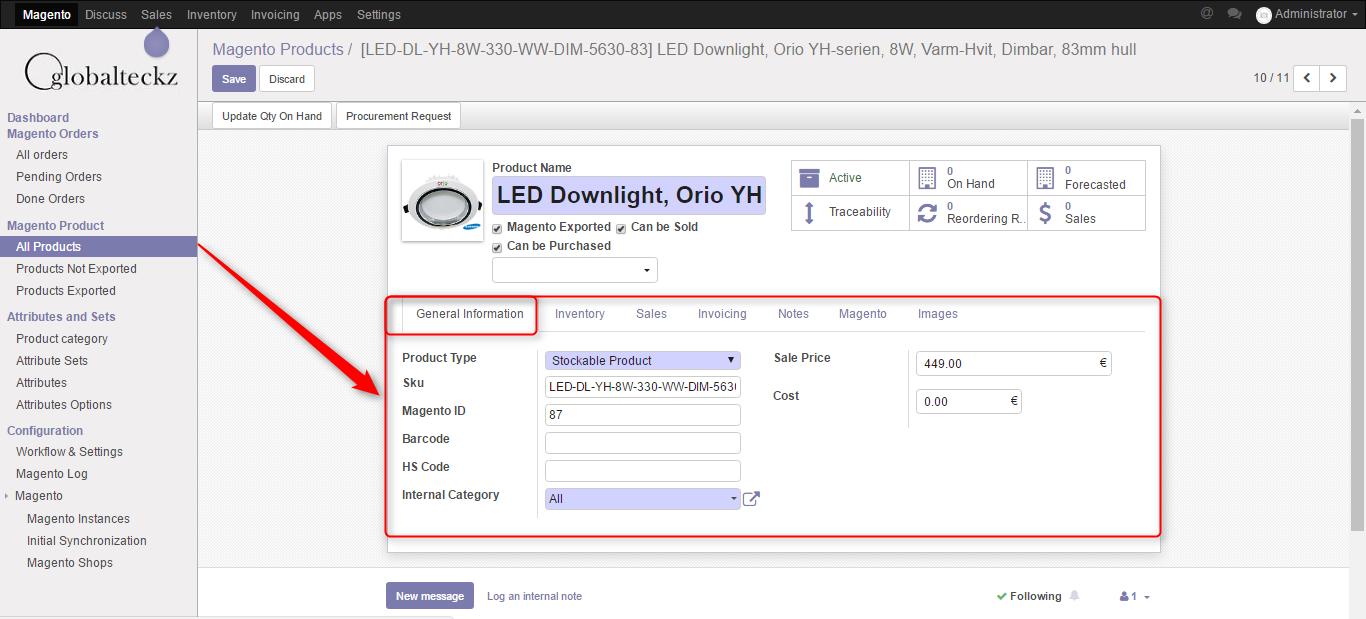 Magento Discuss Sales Inventory Invoicing Apps Settings @ Administrator
globalteckz
Magento Products / [LED-DL-YH-8W-330-WW-DIM-5630-83] LED Downlight, Orio YH-serien, 8W, Varm-Hvit, Dimbar, 83mm hull
Save Discard 10 / 11
Update Qty On Hand Procurement Request
Dashboard
Magento Orders
All orders
Pending Orders
Done Orders
Magento Product
All Products
Products Not Exported
Products Exported
Attributes and Sets
Product category
Attribute Sets
Attributes
Attributes Options
Configuration
Workflow & Settings
Magento Log
Magento
Magento Instances
Initial Synchronization
Magento Shops
Product Name
LED Downlight, Orio YH
Magento Exported Can be Sold
Can be Purchased
Active
0
On Hand
0
Forecasted
Traceability
0
Reordering R..
$ 0
Sales
General Information Inventory Sales Invoicing Notes Magento Images
Product Type Stockable Product
Sku LED-DL-YH-8W-330-WW-DIM-563
Magento ID 87
Barcode
HS Code
Internal Category All
Sale Price 449.00 €
Cost 0.00 €
New message Log an internal note Following 1